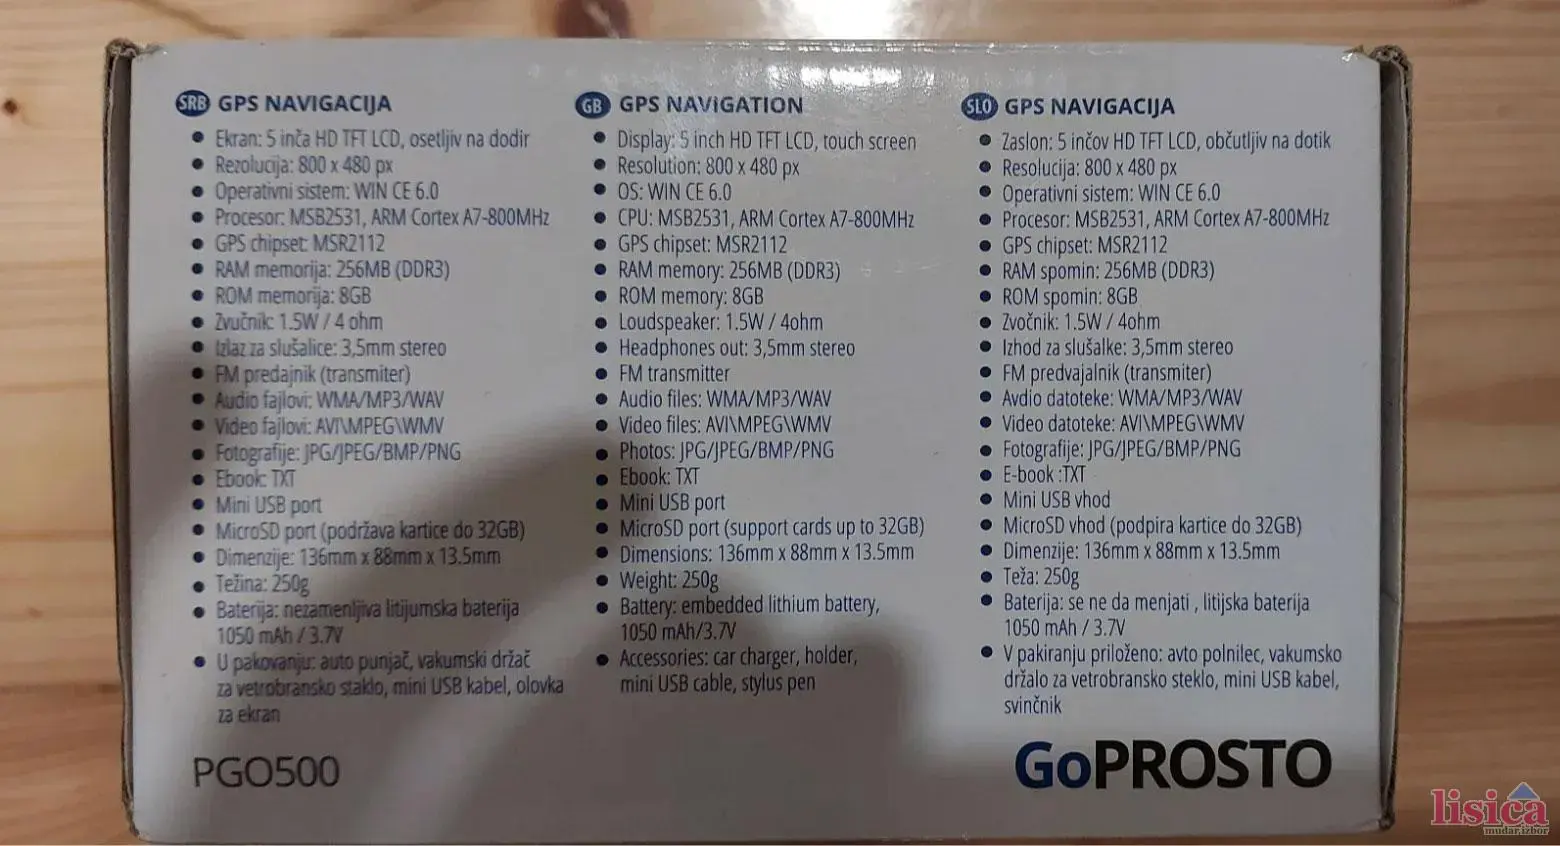 SRB GPS NAVIGACIJA
• Ekran: 5 inča HD TFT LCD, osetljiv na dodir
• Rezolucija: 800 x 480 px
• Operativni sistem: WIN CE 6.0
• Procesor: MSB2531, ARM Cortex A7-800MHz
• GPS chipset: MSR2112
• RAM memorija: 256MB (DDR3)
• ROM memorija: 8GB
• Zvučnik: 1.5W / 4 ohm
• Izlaz za slušalice: 3,5mm stereo
• FM predajnik (transmiter)
• Audio fajlovi: WMA/MP3/WAV
• Video fajlovi: AVI\MPEG\WMV
• Fotografije: JPG/JPEG/BMP/PNG
• Ebook: TXT
• Mini USB port
• MicroSD port (podržava kartice do 32GB)
• Dimenzije: 136mm x 88mm x 13.5mm
• Težina: 250g
• Baterija: nezamenljiva litijumska baterija
1050 mAh / 3.7V
• U pakovanju: auto punjač, vakumski držač
za vetrobransko staklo, mini USB kabel, olovka
za ekran
PGO500
GB GPS NAVIGATION
• Display: 5 inch HD TFT LCD, touch screen
• Resolution: 800 x 480 px
• OS: WIN CE 6.0
• CPU: MSB2531, ARM Cortex A7-800MHz
• GPS chipset: MSR2112
• RAM memory: 256MB (DDR3)
• ROM memory: 8GB
• Loudspeaker: 1.5W / 4ohm
• Headphones out: 3,5mm stereo
• FM transmitter
• Audio files: WMA/MP3/WAV
• Video files: AVI\MPEG\WMV
• Photos: JPG/JPEG/BMP/PNG
• Ebook: TXT
• Mini USB port
• MicroSD port (support cards up to 32GB)
• Dimensions: 136mm x 88mm x 13.5mm
• Weight: 250g
• Battery: embedded lithium battery,
1050 mAh/3.7V
• Accessories: car charger, holder,
mini USB cable, stylus pen
SLO GPS NAVIGACIJA
• Zaslon: 5 inčov HD TFT LCD, občutljiv na dotik
• Resolucija: 800 x 480 px
• Operativni sistem: WIN CE 6.0
• Procesor: MSB2531, ARM Cortex A7-800MHz
• GPS chipset: MSR2112
• RAM spomin: 256MB (DDR3)
• ROM spomin: 8GB
• Zvočnik: 1.5W / 4ohm
• Izhod za slušalke: 3,5mm stereo
• FM predvajalnik (transmiter)
• Avdio datoteke: WMA/MP3/WAV
• Video datoteke: AVI\MPEG\WMV
• Fotografije: JPG/JPEG/BMP/PNG
• E-book :TXT
• Mini USB vhod
• MicroSD vhod (podpira kartice do 32GB)
• Dimenzije: 136mm x 88mm x 13.5mm
• Teža: 250g
• Baterija: se ne da menjati , litijska baterija
1050 mAh / 3.7V
• V pakiranju priloženo: avto polnilec, vakumsko
držalo za vetrobransko steklo, mini USB kabel,
svinčnik
GoPROSTO
lisica
mudar.izbor